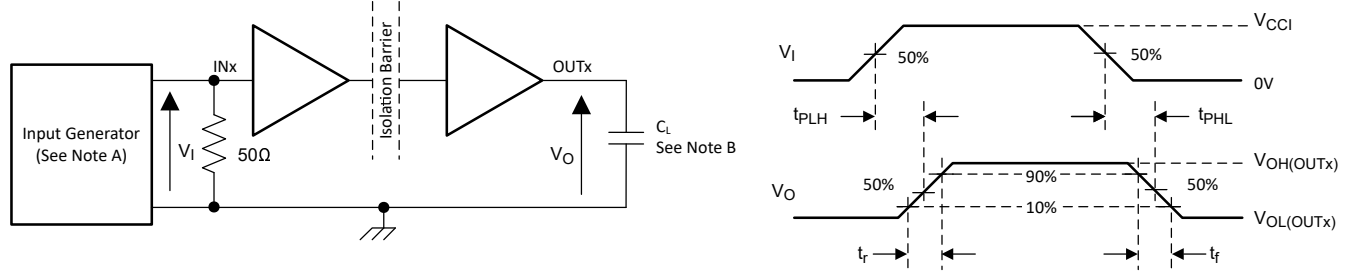 Input Generator
(See Note A)
INx
V_I
50Ω
Isolation Barrier
OUTx
V_O
C_L
See Note B
V_I
50%
50%
V_CCI
0V
t_PLH
t_PHL
V_O
50%
90%
10%
50%
V_OH(OUTx)
V_OL(OUTx)
t_r
t_f